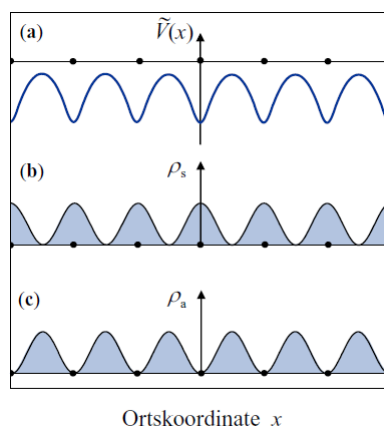 (a) Ṽ(x)
(b) ρs
(c) ρa
Ortskoordinate x